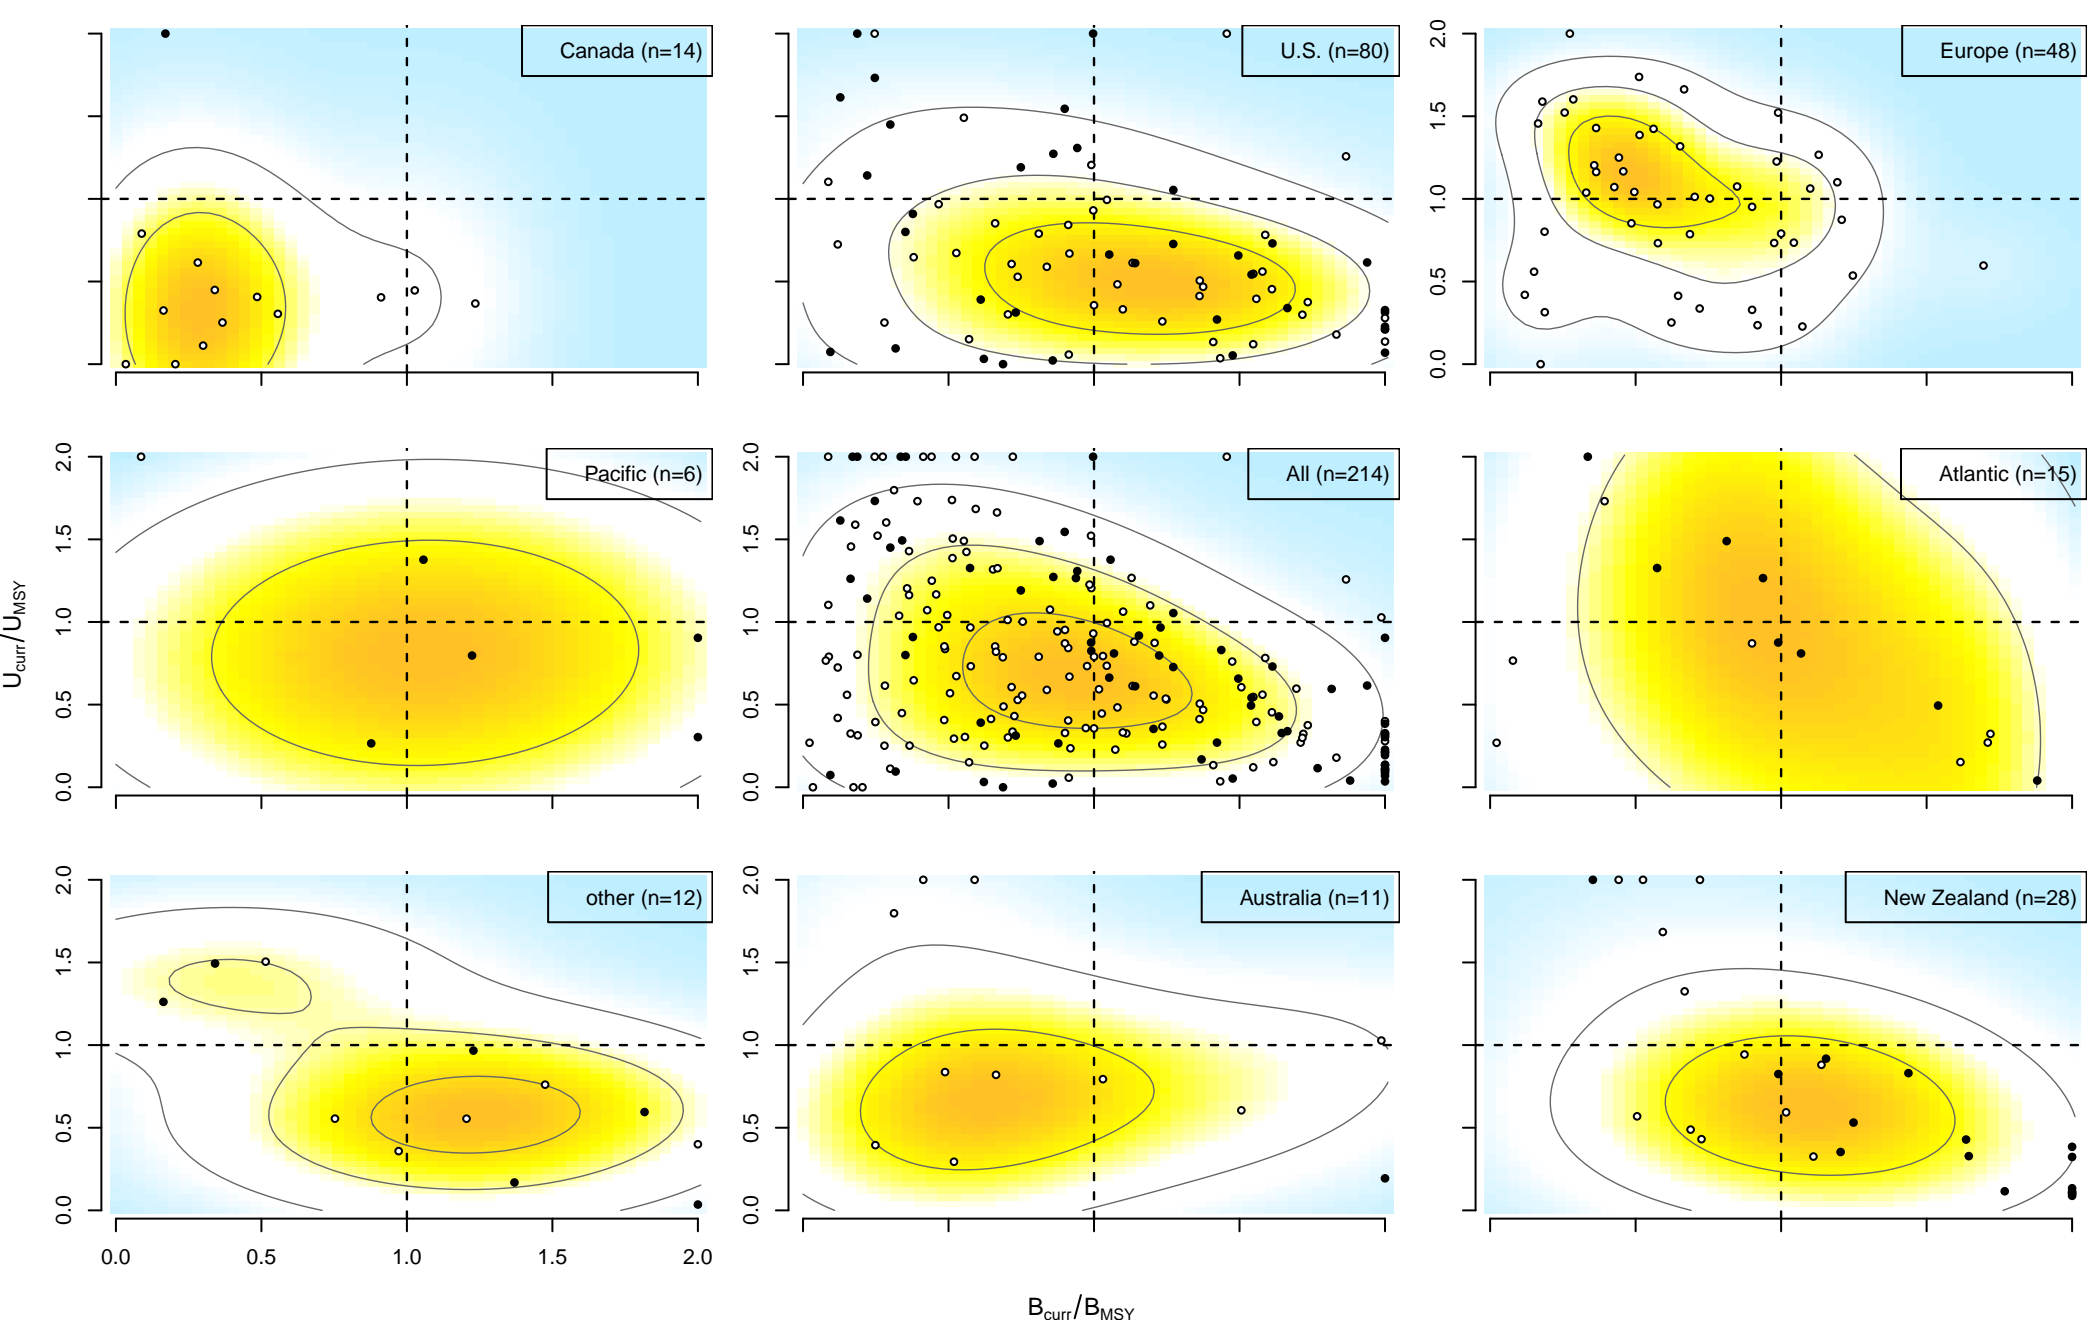 Canada (n=14)
U.S. (n=80)
Europe (n=48)
0.0 0.5 1.0 1.5 2.0
Pacific (n=6)
0.0 0.5 1.0 1.5 2.0
All (n=214)
0.0 0.5 1.0 1.5 2.0
Atlantic (n=15)
other (n=12)
0.0 0.5 1.0 1.5 2.0
0.0 0.5 1.0 1.5 2.0
Australia (n=11)
0.0 0.5 1.0 1.5 2.0
New Zealand (n=28)
Ucurr/UMSY
Bcurr/BMSY